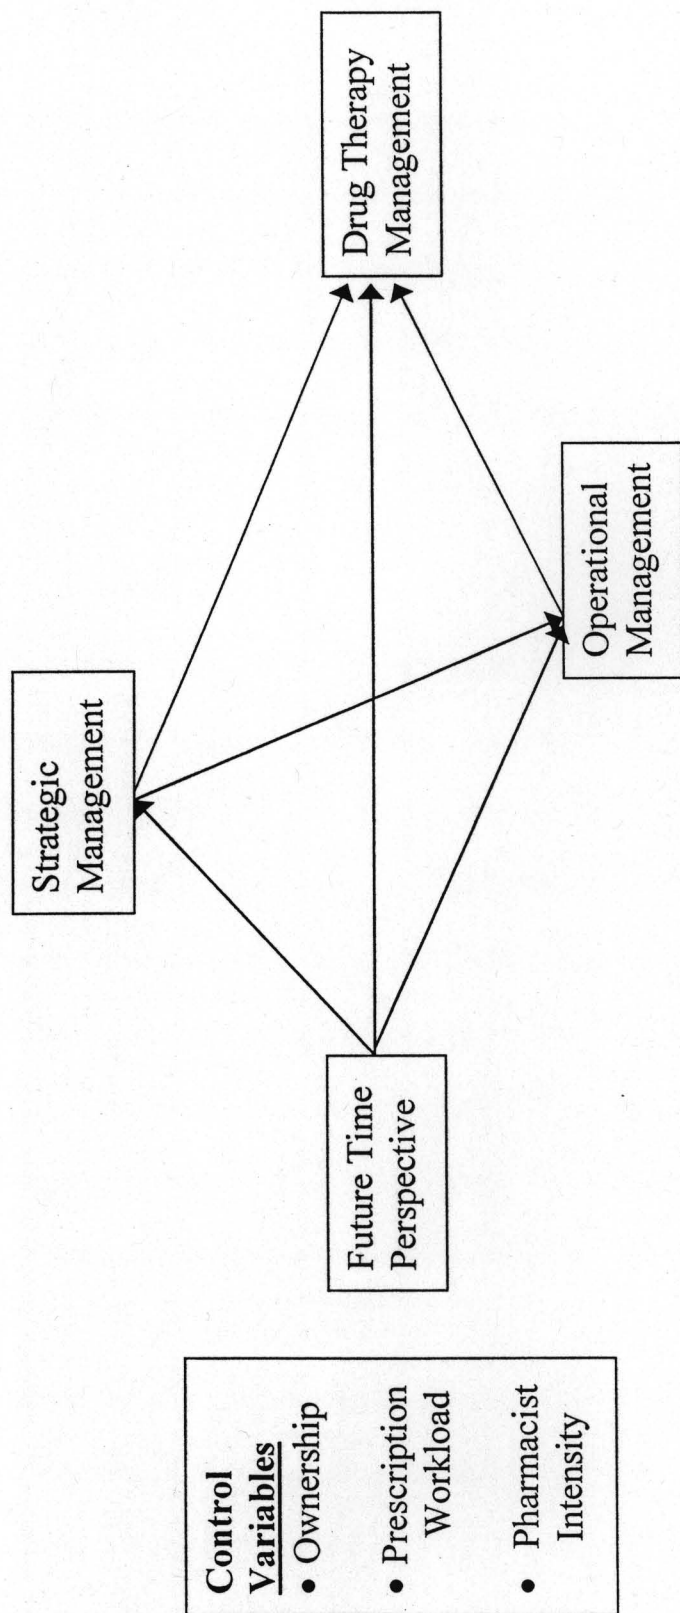 Control
Variables
• Ownership
• Prescription
Workload
• Pharmacist
Intensity
Future Time
Perspective
Strategic
Management
Operational
Management
Drug Therapy
Management